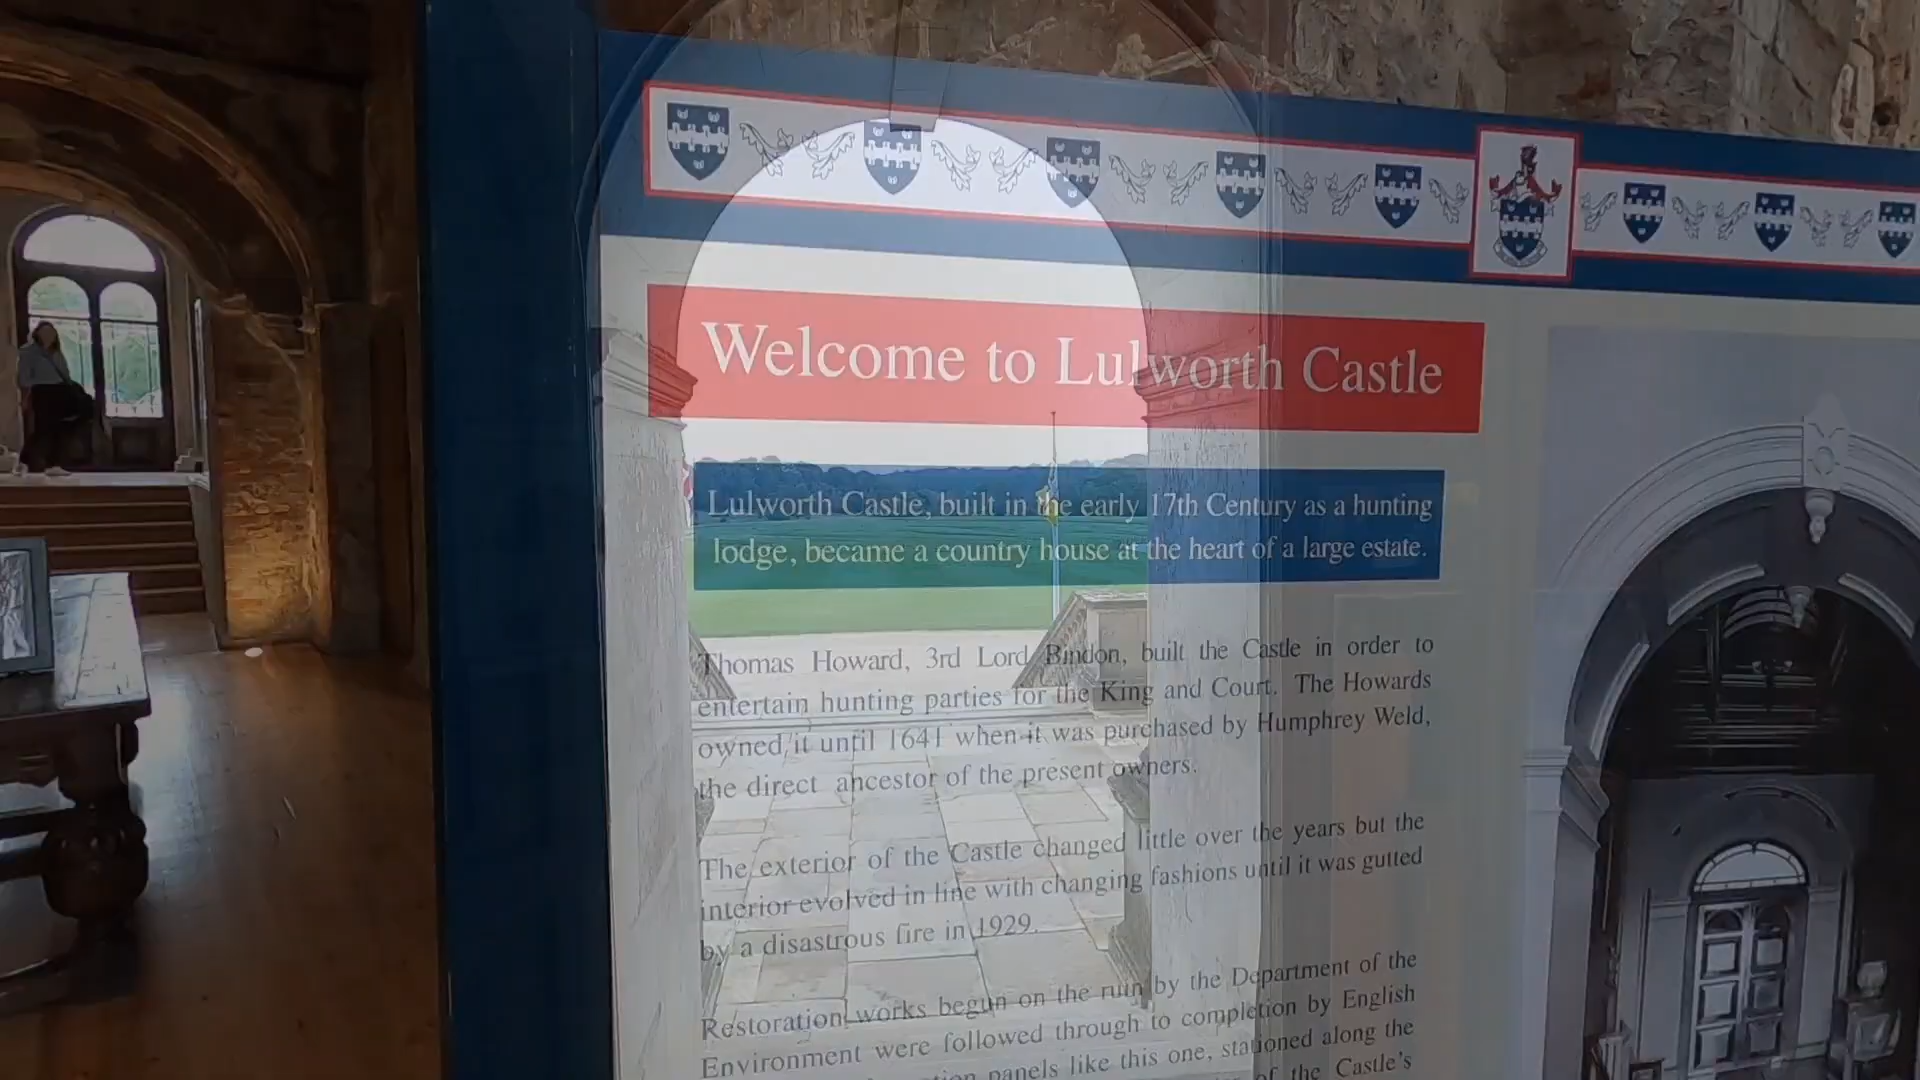 Welcome to Lulworth Castle
Lulworth Castle, built in the early 17th Century as a hunting
lodge, became a country house at the heart of a large estate.
Thomas Howard, 3rd Lord Bindon, built the Castle in order to
entertain hunting parties for the King and Court. The Howards
owned it until 1641 when it was purchased by Humphrey Weld,
the direct ancestor of the present owners.
The exterior of the Castle changed little over the years but the
interior evolved in line with changing fashions until it was gutted
by a disastrous fire in 1929.
Restoration works begun on the ruin by the Department of the
Environment were followed through to completion by English
panels like this one, stationed along the
of the Castle's